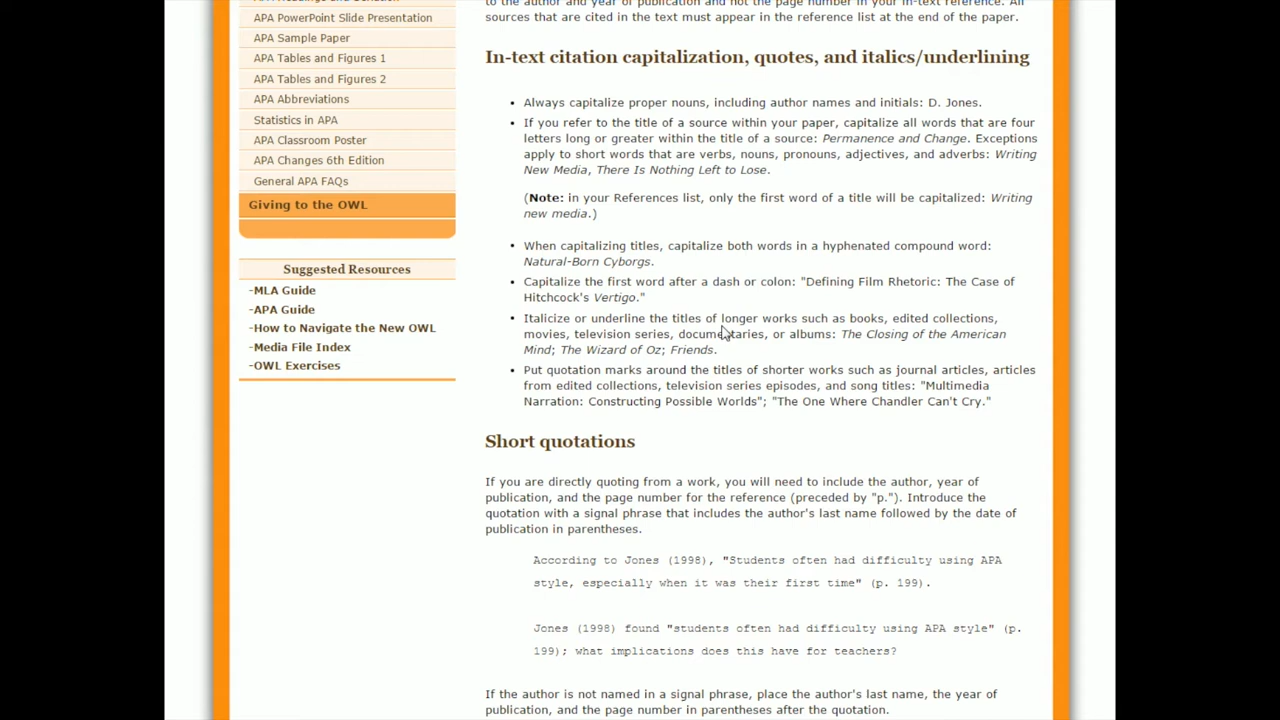 APA PowerPoint Slide Presentation
APA Sample Paper
APA Tables and Figures 1
APA Tables and Figures 2
APA Abbreviations
Statistics in APA
APA Classroom Poster
APA Changes 6th Edition
General APA FAQs
Giving to the OWL
Suggested Resources
-MLA Guide
-APA Guide
-How to Navigate the New OWL
-Media File Index
-OWL Exercises
to the author and year of publication and not the page number in your in-text reference. All
sources that are cited in the text must appear in the reference list at the end of the paper.
In-text citation capitalization, quotes, and italics/underlining
• Always capitalize proper nouns, including author names and initials: D. Jones.
• If you refer to the title of a source within your paper, capitalize all words that are four
letters long or greater within the title of a source: Permanence and Change. Exceptions
apply to short words that are verbs, nouns, pronouns, adjectives, and adverbs: Writing
New Media, There Is Nothing Left to Lose.
(Note: in your References list, only the first word of a title will be capitalized: Writing
new media.)
• When capitalizing titles, capitalize both words in a hyphenated compound word:
Natural-Born Cyborgs.
• Capitalize the first word after a dash or colon: "Defining Film Rhetoric: The Case of
Hitchcock's Vertigo."
• Italicize or underline the titles of longer works such as books, edited collections,
movies, television series, documentaries, or albums: The Closing of the American
Mind; The Wizard of Oz; Friends.
• Put quotation marks around the titles of shorter works such as journal articles, articles
from edited collections, television series episodes, and song titles: "Multimedia
Narration: Constructing Possible Worlds"; "The One Where Chandler Can't Cry."
Short quotations
If you are directly quoting from a work, you will need to include the author, year of
publication, and the page number for the reference (preceded by "p."). Introduce the
quotation with a signal phrase that includes the author's last name followed by the date of
publication in parentheses.
According to Jones (1998), "Students often had difficulty using APA
style, especially when it was their first time" (p. 199).
Jones (1998) found "students often had difficulty using APA style" (p.
199); what implications does this have for teachers?
If the author is not named in a signal phrase, place the author's last name, the year of
publication, and the page number in parentheses after the quotation.